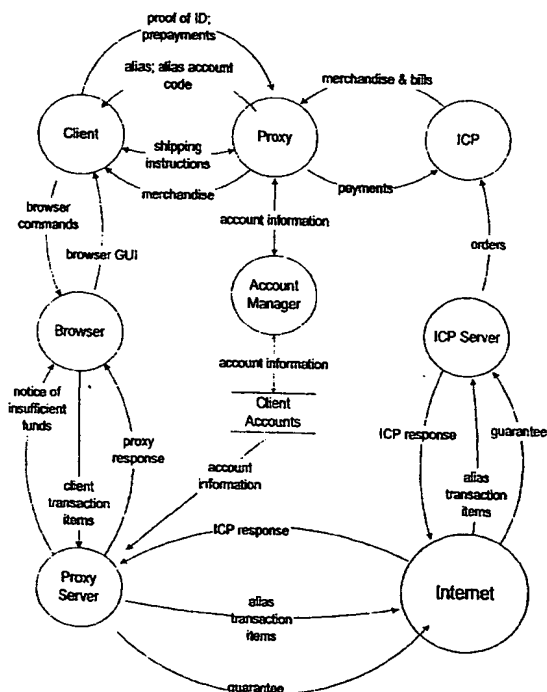 proof of ID;
prepayments
alias; alias account
code
merchandise & bills
Client
Proxy
ICP
shipping
instructions
merchandise
payments
browser
commands
account information
browser GUI
orders
Account
Manager
Browser
ICP Server
account information
notice of
insufficient
funds
Client
Accounts
proxy
response
ICP response
guarantee
client
transaction
items
account
information
alias
transaction
items
ICP response
Proxy
Server
Internet
alias
transaction
items
guarantee